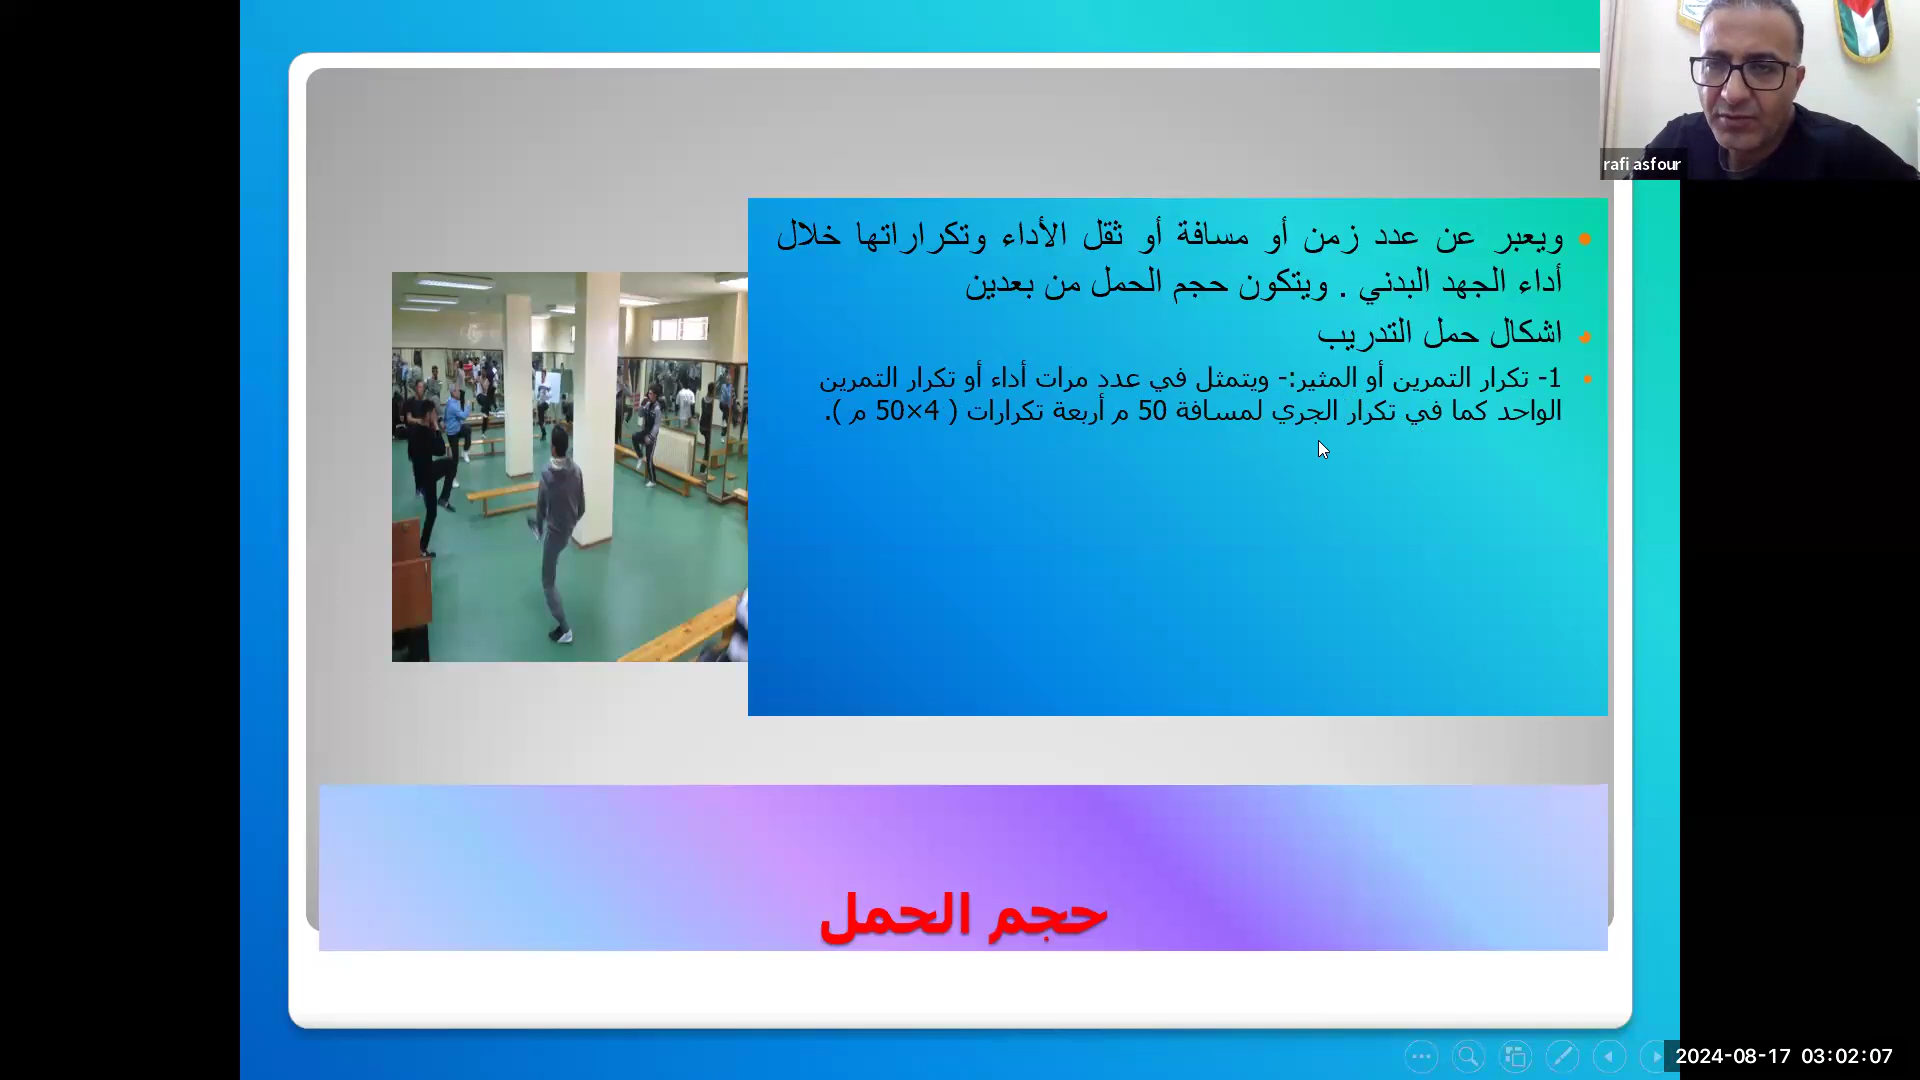 rafi asfour
ويعبر عن عدد زمن أو مسافة أو ثقل الأداء وتكراراتها خلال
أداء الجهد البدني . ويتكون حجم الحمل من بعدين
اشكال حمل التدريب
1- تكرار التمرين أو المثير:- ويتمثل في عدد مرات أداء أو تكرار التمرين
الواحد كما في تكرار الجري لمسافة 50 م أربعة تكرارات ( 4×50 م ).
حجم الحمل
2024-08-17 03:02:07